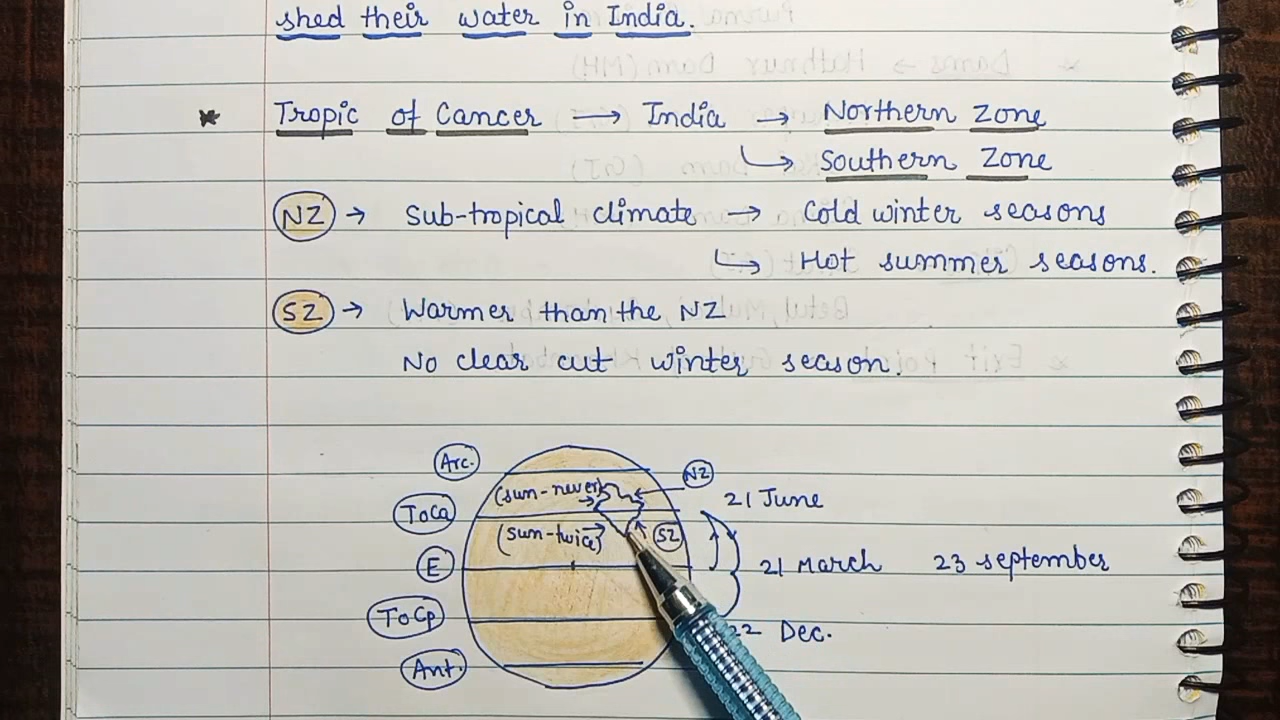 shed their water in India.
* Tropic of Cancer → India → Northern Zone
↳ Southern Zone
NZ → Sub-tropical climate → Cold winter seasons
↳ Hot summer seasons.
SZ → Warmer than the NZ
No clear cut winter season.
Arc.
(sun-never) NZ 21 June
ToCa
(sun-twice) SZ
E 21 March 23 september
ToCp
22 Dec.
Ant.